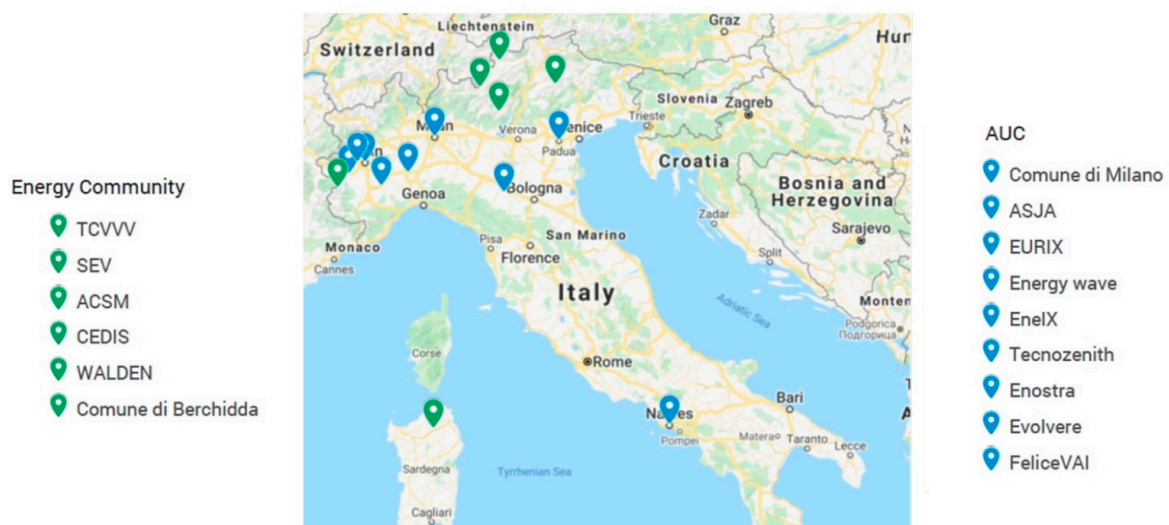 Energy Community
TCVVV
SEV
ACSM
CEDIS
WALDEN
Comune di Berchidda
Liechtenstein
Graz
Switzerland
Hun
Slovenia
Zagreb
Milan
Verona
Venice
Trieste
Padua
Croatia
Genoa
Bologna
Bosnia and
Herzegovina
Zadar
Sarajevo
Monaco
Cannes
Pisa
San Marino
Florence
Split
Italy
Adriatic Sea
Monten
Podgorica
Подгорица
Corse
Rome
Naples
Pompei
Bari
Matera
Taranto
Lecce
Sardegna
Tyrrhenian Sea
Cagliari
AUC
Comune di Milano
ASJA
EURIX
Energy wave
EnelX
Tecnozenith
Enostra
Evolvere
FeliceVAI